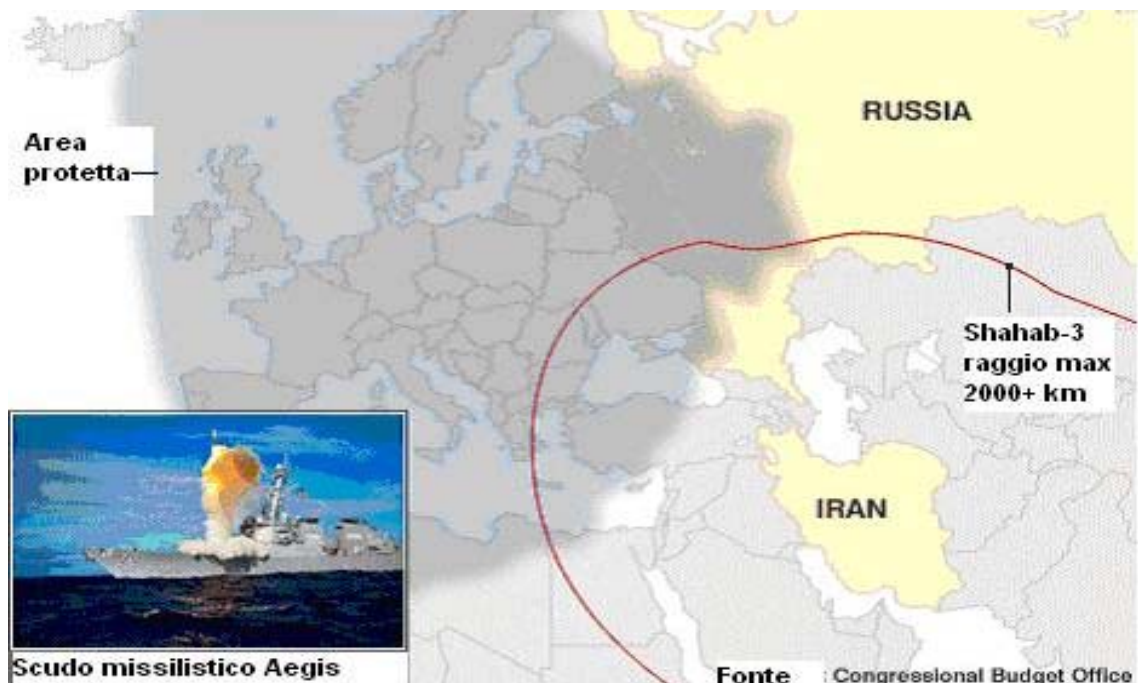 RUSSIA
Area
protetta
Shahab-3
raggio max
2000+ km
IRAN
Scudo missilistico Aegis
Fonte : Congressional Budget Office